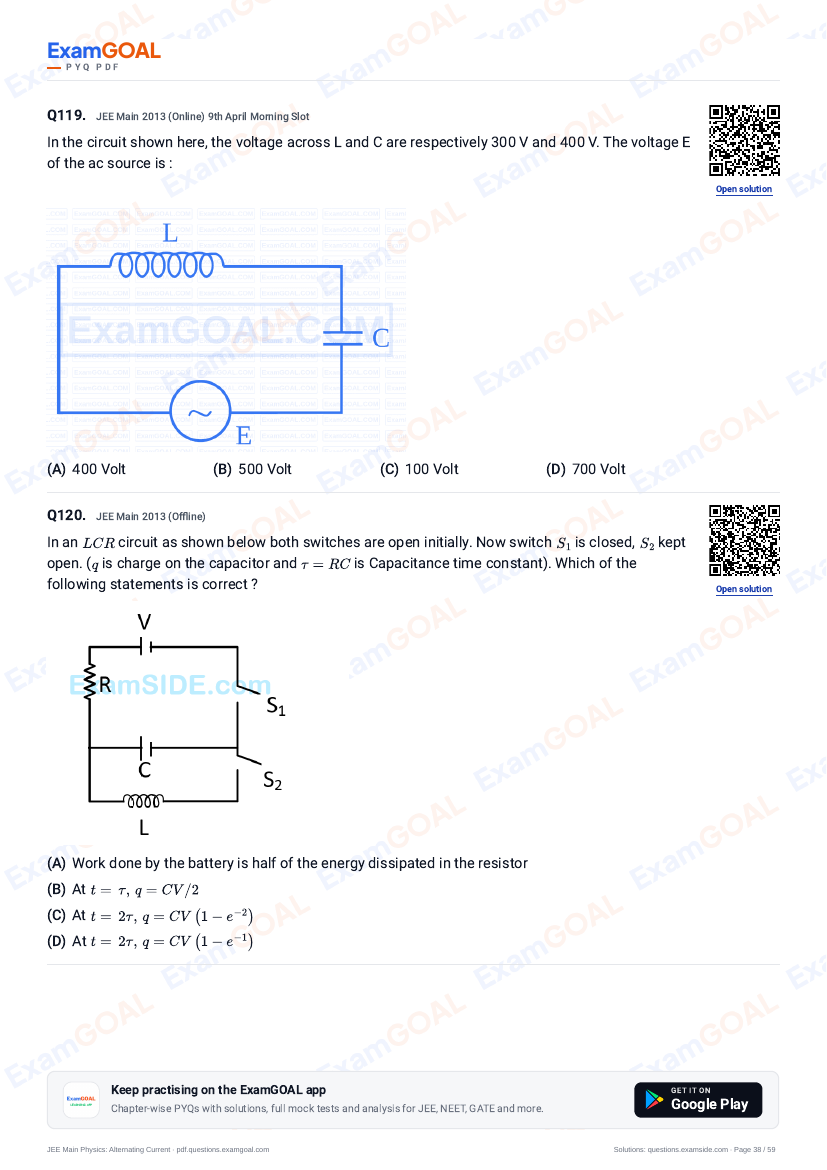 ExamGOAL
PYQ PDF
Q119. JEE Main 2013 (Online) 9th April Morning Slot
In the circuit shown here, the voltage across L and C are respectively 300 V and 400 V. The voltage E
of the ac source is :
Open solution
L
ExamGOAL.COM
C
~
E
(A) 400 Volt (B) 500 Volt (C) 100 Volt (D) 700 Volt
Q120. JEE Main 2013 (Offline)
In an LCR circuit as shown below both switches are open initially. Now switch S₁ is closed, S₂ kept
open. (q is charge on the capacitor and τ = RC is Capacitance time constant). Which of the
following statements is correct ?
Open solution
V
R
ExamSIDE.com
S₁
C
S₂
L
(A) Work done by the battery is half of the energy dissipated in the resistor
(B) At t = τ, q = CV/2
(C) At t = 2τ, q = CV (1 − e⁻²)
(D) At t = 2τ, q = CV (1 − e⁻¹)
Keep practising on the ExamGOAL app
Chapter-wise PYQs with solutions, full mock tests and analysis for JEE, NEET, GATE and more.
ExamGOAL
GET IT ON
Google Play
JEE Main Physics: Alternating Current · pdf.questions.examgoal.com
Solutions: questions.examside.com · Page 38 / 59